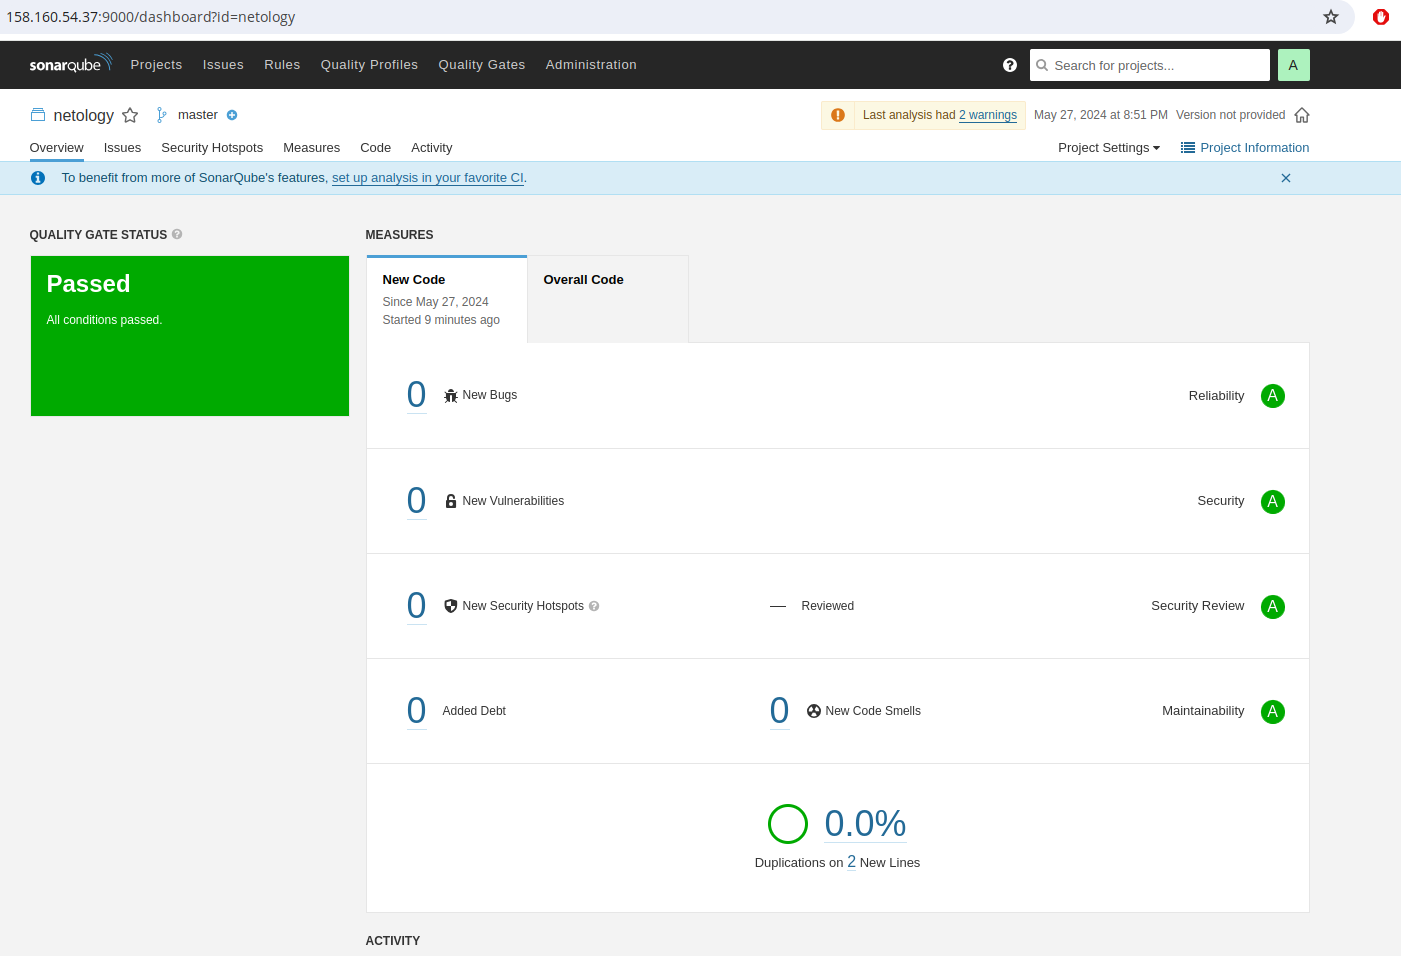 158.160.54.37:9000/dashboard?id=netology
sonarqube Projects Issues Rules Quality Profiles Quality Gates Administration Search for projects... A
netology master Last analysis had 2 warnings May 27, 2024 at 8:51 PM Version not provided
Overview Issues Security Hotspots Measures Code Activity Project Settings Project Information
To benefit from more of SonarQube's features, set up analysis in your favorite CI.
QUALITY GATE STATUS
Passed
All conditions passed.
MEASURES
New Code
Since May 27, 2024
Started 9 minutes ago
Overall Code
0 New Bugs Reliability A
0 New Vulnerabilities Security A
0 New Security Hotspots — Reviewed Security Review A
0 Added Debt 0 New Code Smells Maintainability A
0.0%
Duplications on 2 New Lines
ACTIVITY